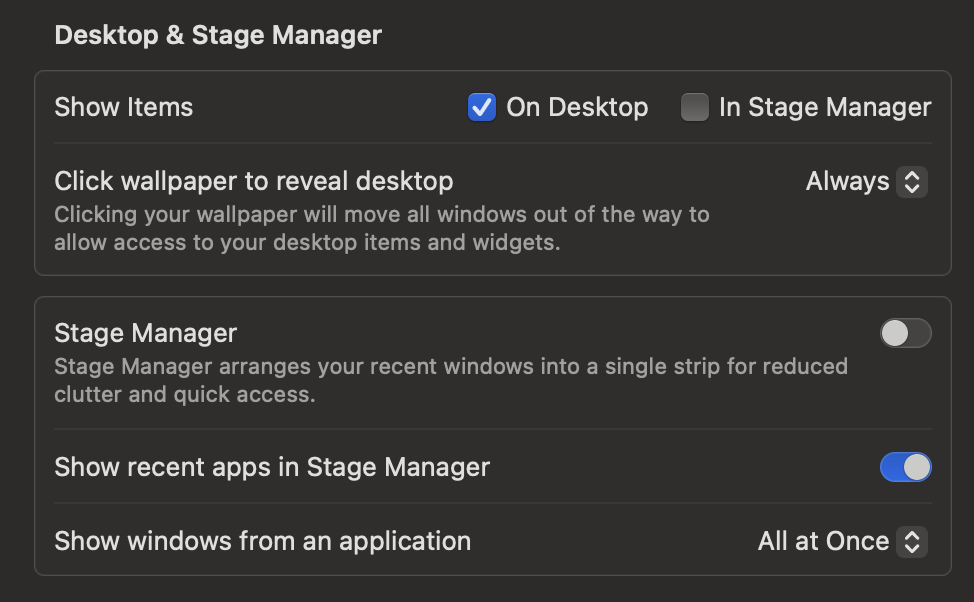 Desktop & Stage Manager
Show Items
On Desktop
In Stage Manager
Click wallpaper to reveal desktop
Always
Clicking your wallpaper will move all windows out of the way to
allow access to your desktop items and widgets.
Stage Manager
Stage Manager arranges your recent windows into a single strip for reduced
clutter and quick access.
Show recent apps in Stage Manager
Show windows from an application
All at Once